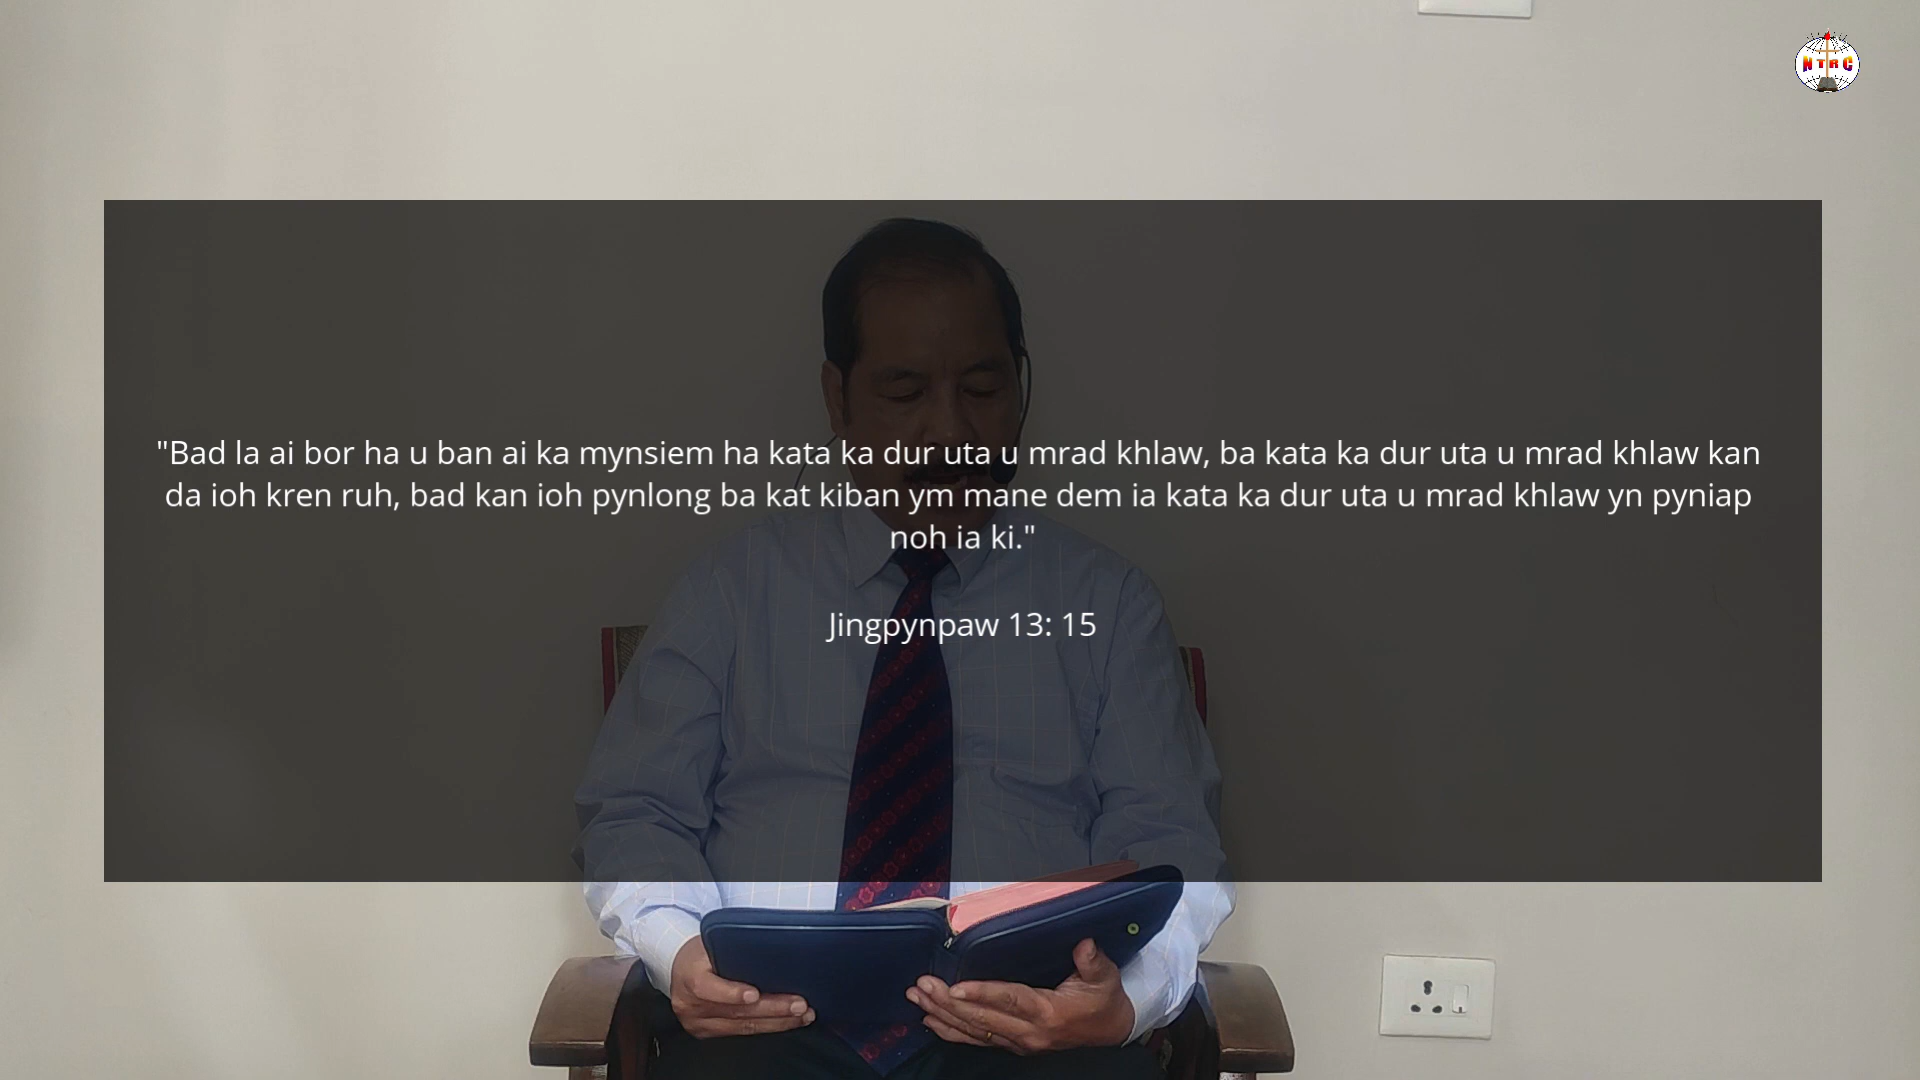 NTRC
"Bad la ai bor ha u ban ai ka mynsiem ha kata ka dur uta u mrad khlaw, ba kata ka dur uta u mrad khlaw kan
da ioh kren ruh, bad kan ioh pynlong ba kat kiban ym mane dem ia kata ka dur uta u mrad khlaw yn pyniap
noh ia ki."
Jingpynpaw 13: 15